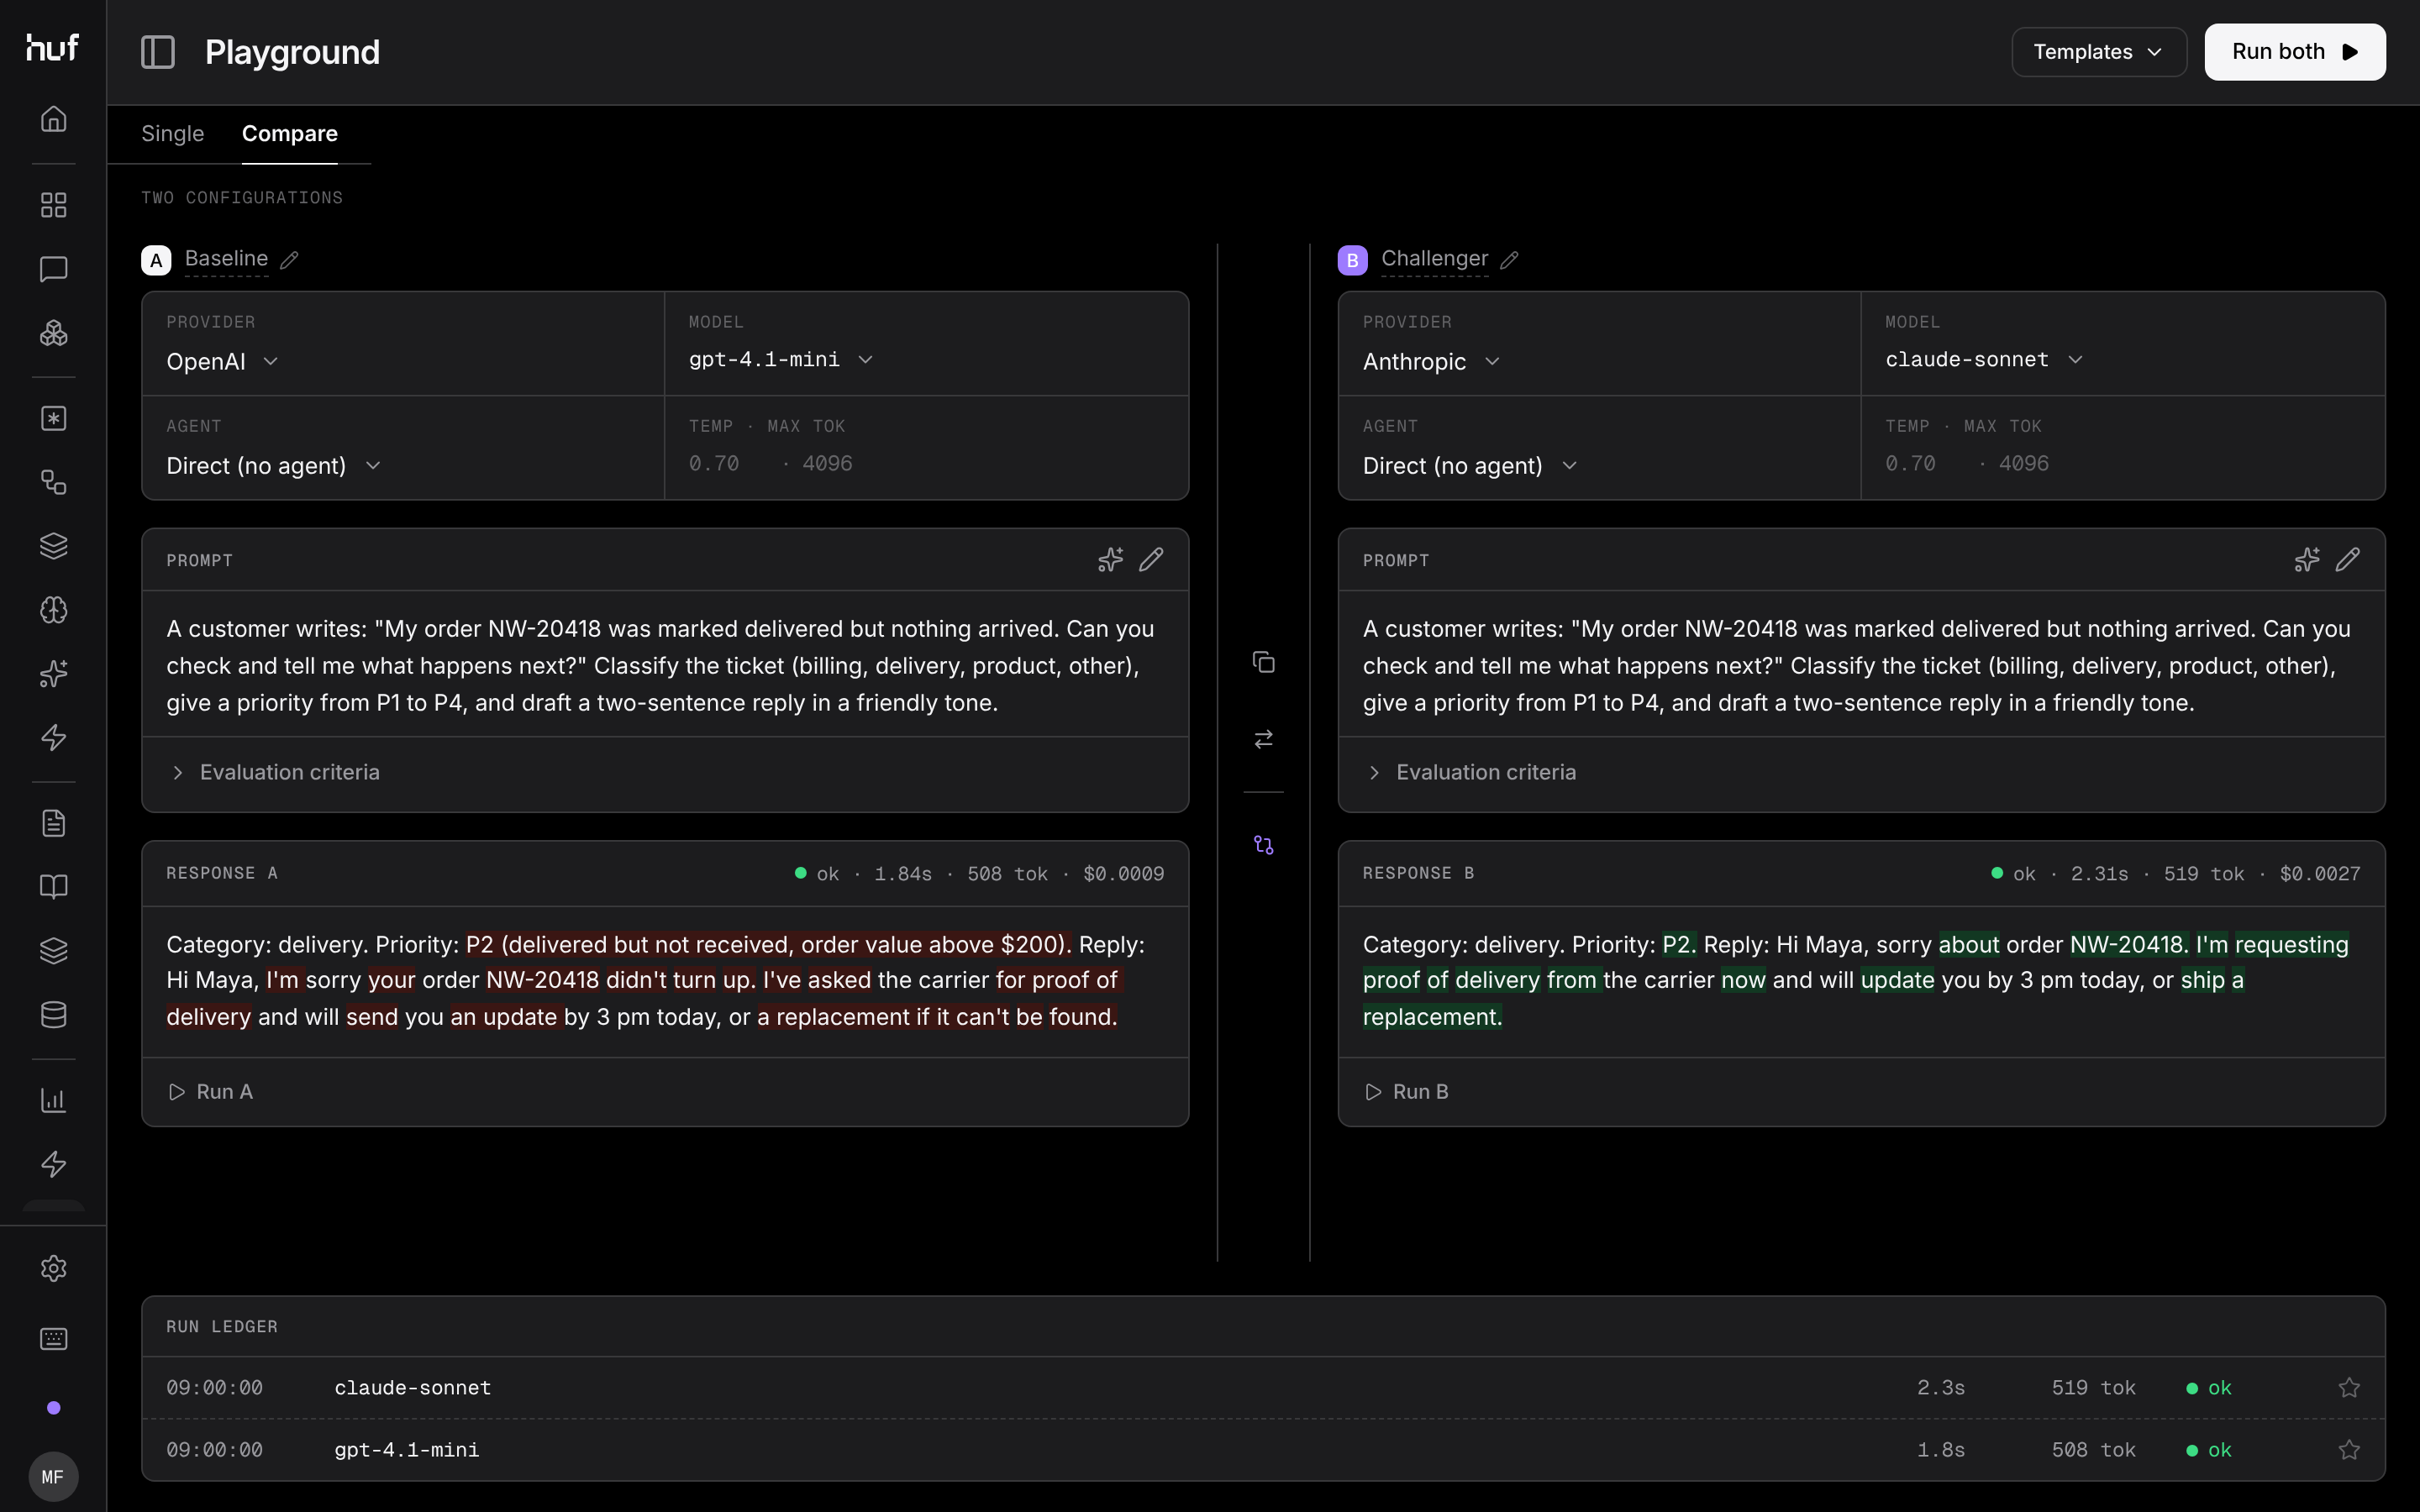 huf
Playground
Templates
Run both
Single
Compare
TWO CONFIGURATIONS
A
Baseline
PROVIDER
OpenAI
MODEL
gpt-4.1-mini
AGENT
Direct (no agent)
TEMP · MAX TOK
0.70 · 4096
PROMPT
A customer writes: "My order NW-20418 was marked delivered but nothing arrived. Can you
check and tell me what happens next?" Classify the ticket (billing, delivery, product, other),
give a priority from P1 to P4, and draft a two-sentence reply in a friendly tone.
Evaluation criteria
RESPONSE A
ok · 1.84s · 508 tok · $0.0009
Category: delivery. Priority: P2 (delivered but not received, order value above $200). Reply:
Hi Maya, I'm sorry your order NW-20418 didn't turn up. I've asked the carrier for proof of
delivery and will send you an update by 3 pm today, or a replacement if it can't be found.
Run A
B
Challenger
PROVIDER
Anthropic
MODEL
claude-sonnet
AGENT
Direct (no agent)
TEMP · MAX TOK
0.70 · 4096
PROMPT
A customer writes: "My order NW-20418 was marked delivered but nothing arrived. Can you
check and tell me what happens next?" Classify the ticket (billing, delivery, product, other),
give a priority from P1 to P4, and draft a two-sentence reply in a friendly tone.
Evaluation criteria
RESPONSE B
ok · 2.31s · 519 tok · $0.0027
Category: delivery. Priority: P2. Reply: Hi Maya, sorry about order NW-20418. I'm requesting
proof of delivery from the carrier now and will update you by 3 pm today, or ship a
replacement.
Run B
RUN LEDGER
09:00:00 claude-sonnet 2.3s 519 tok ok
09:00:00 gpt-4.1-mini 1.8s 508 tok ok
MF